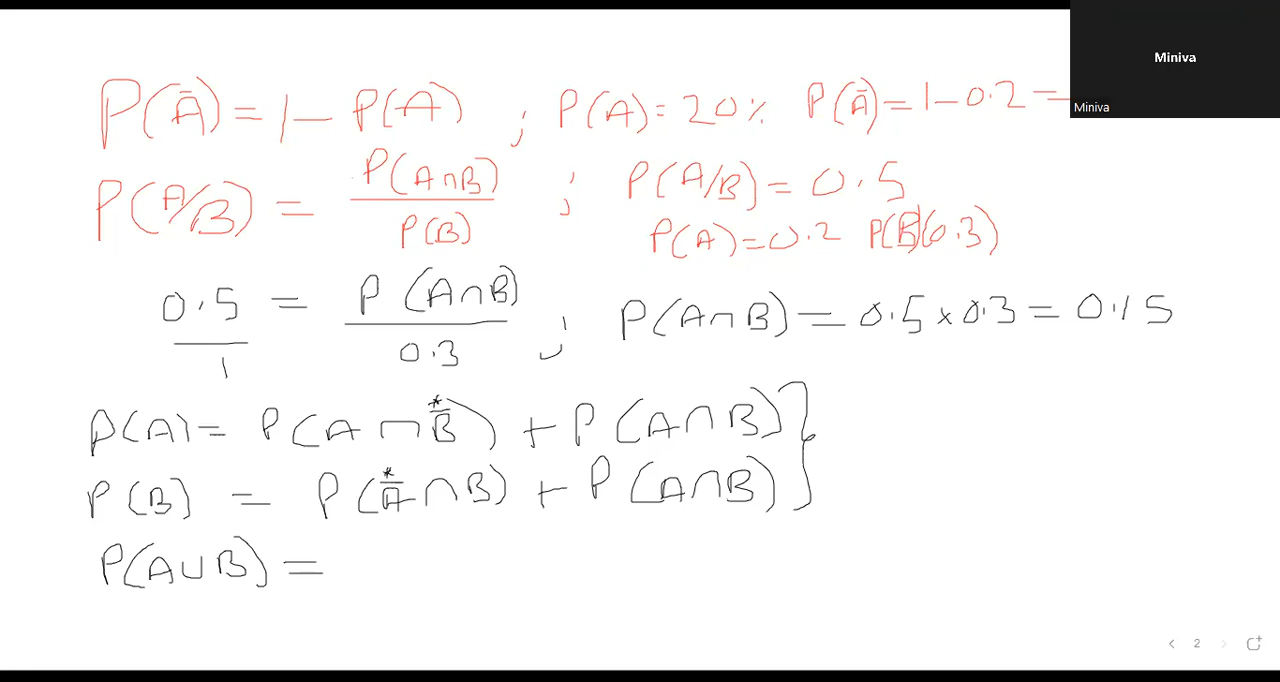 Miniva
Miniva
P(Ā) = 1 - P(A) ; P(A) = 20% P(Ā) = 1 - 0.2 =
P(A/B) = P(A∩B) / P(B) ; P(A/B) = 0.5
P(A) = 0.2 P(B)(0.3)
0.5 / 1 = P(A∩B) / 0.3 ; P(A∩B) = 0.5 × 0.3 = 0.15
P(A) = P(A ∩ B̄*) + P(A∩B) }
P(B) = P(Ā* ∩ B) + P(A∩B) }
P(A∪B) =
2